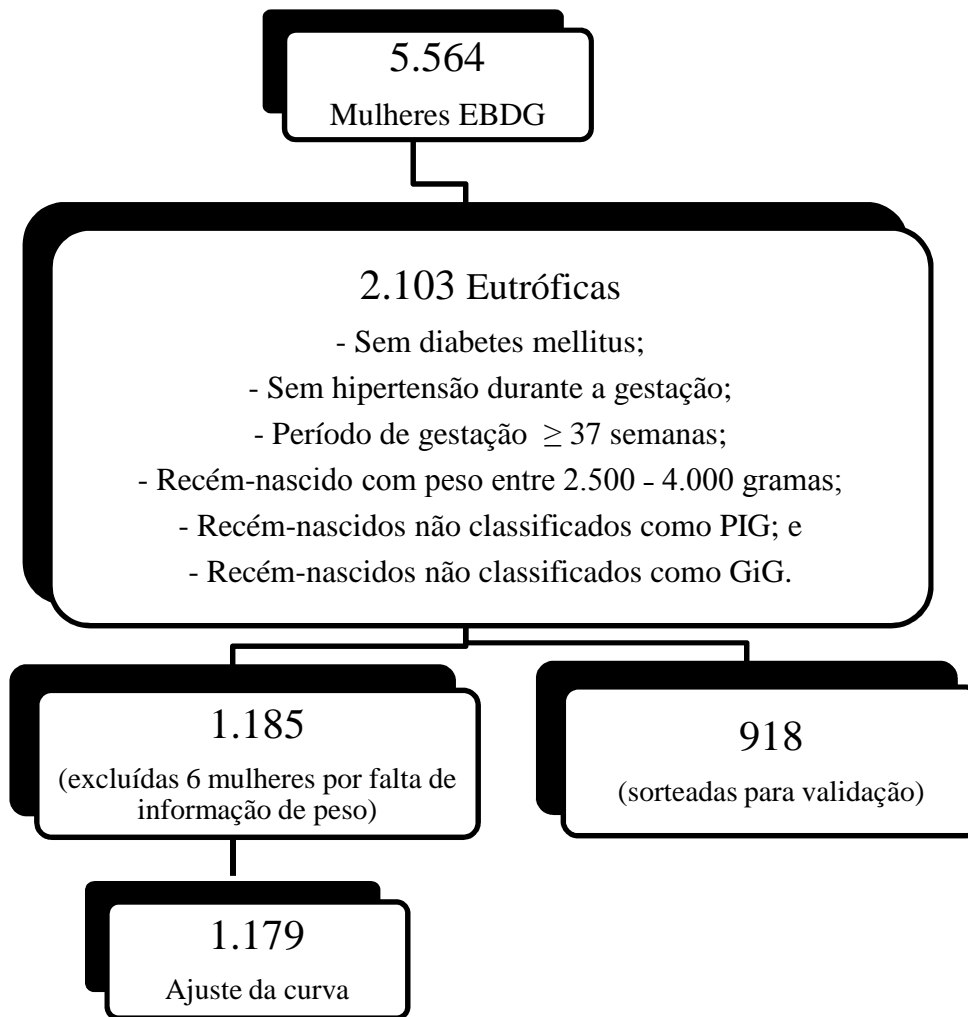 5.564
Mulheres EBDG
2.103 Eutróficas
- Sem diabetes mellitus;
- Sem hipertensão durante a gestação;
- Período de gestação ≥ 37 semanas;
- Recém-nascido com peso entre 2.500 - 4.000 gramas;
- Recém-nascidos não classificados como PIG; e
- Recém-nascidos não classificados como GiG.
1.185
(excluídas 6 mulheres por falta de
informação de peso)
918
(sorteadas para validação)
1.179
Ajuste da curva